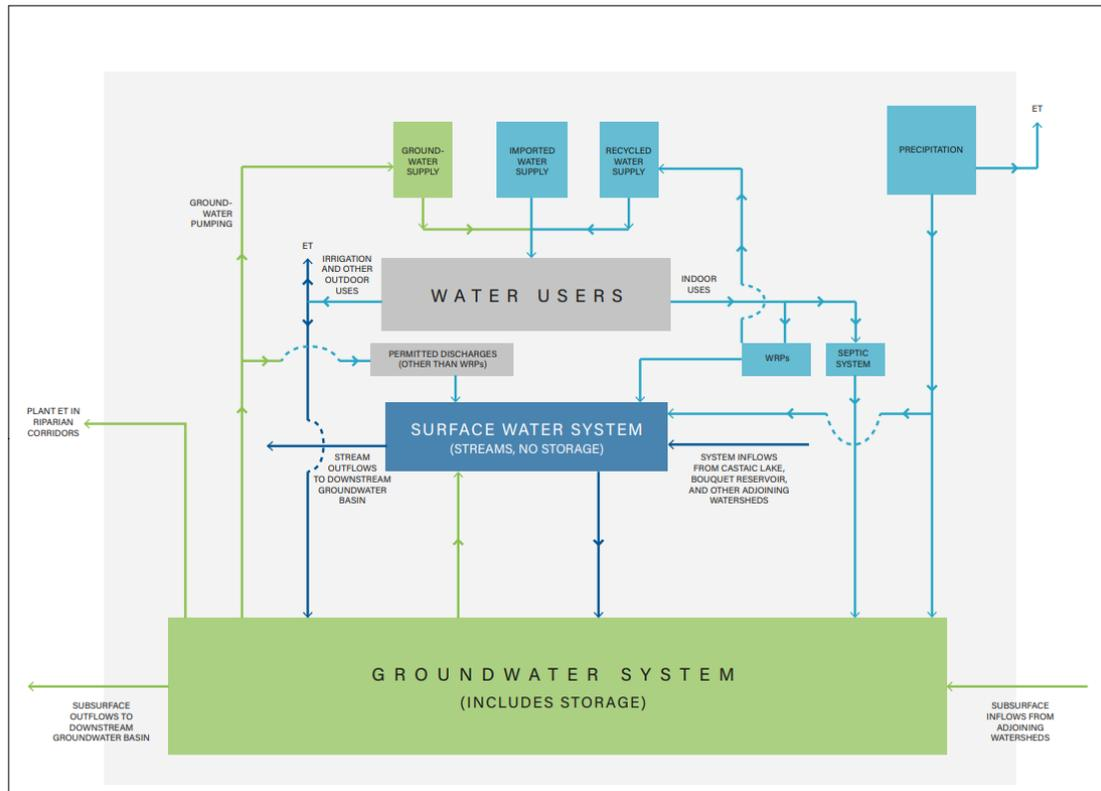 ET
PRECIPITATION
GROUND-
WATER
SUPPLY
IMPORTED
WATER
SUPPLY
RECYCLED
WATER
SUPPLY
GROUND-
WATER
PUMPING
ET
IRRIGATION
AND OTHER
OUTDOOR
USES
WATER USERS
INDOOR
USES
PERMITTED DISCHARGES
(OTHER THAN WRPs)
WRPs
SEPTIC
SYSTEM
PLANT ET IN
RIPARIAN
CORRIDORS
SURFACE WATER SYSTEM
(STREAMS, NO STORAGE)
STREAM
OUTFLOWS
TO DOWNSTREAM
GROUNDWATER
BASIN
SYSTEM INFLOWS
FROM CASTAIC LAKE,
BOUQUET RESERVOIR,
AND OTHER ADJOINING
WATERSHEDS
GROUNDWATER SYSTEM
(INCLUDES STORAGE)
SUBSURFACE
OUTFLOWS TO
DOWNSTREAM
GROUNDWATER BASIN
SUBSURFACE
INFLOWS FROM
ADJOINING
WATERSHEDS